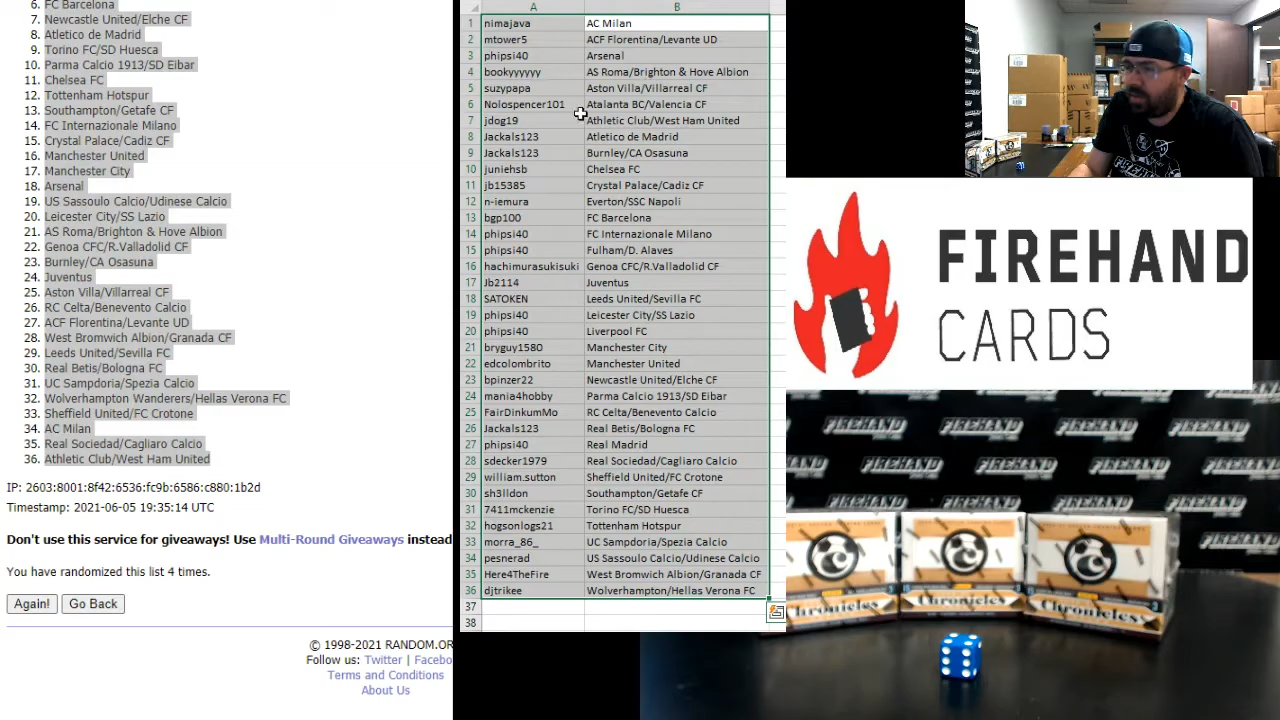 6. FC Barcelona
7. Newcastle United/Elche CF
8. Atletico de Madrid
9. Torino FC/SD Huesca
10. Parma Calcio 1913/SD Eibar
11. Chelsea FC
12. Tottenham Hotspur
13. Southampton/Getafe CF
14. FC Internazionale Milano
15. Crystal Palace/Cadiz CF
16. Manchester United
17. Manchester City
18. Arsenal
19. US Sassoulo Calcio/Udinese Calcio
20. Leicester City/SS Lazio
21. AS Roma/Brighton & Hove Albion
22. Genoa CFC/R.Valladolid CF
23. Burnley/CA Osasuna
24. Juventus
25. Aston Villa/Villarreal CF
26. RC Celta/Benevento Calcio
27. ACF Florentina/Levante UD
28. West Bromwich Albion/Granada CF
29. Leeds United/Sevilla FC
30. Real Betis/Bologna FC
31. UC Sampdoria/Spezia Calcio
32. Wolverhampton Wanderers/Hellas Verona FC
33. Sheffield United/FC Crotone
34. AC Milan
35. Real Sociedad/Cagliaro Calcio
36. Athletic Club/West Ham United
IP: 2603:8001:8f42:6536:fc9b:6586:c880:1b2d
Timestamp: 2021-06-05 19:35:14 UTC
Don't use this service for giveaways! Use Multi-Round Giveaways instead
You have randomized this list 4 times.
Again! Go Back
© 1998-2021 RANDOM.OR
Follow us: Twitter | Facebo
Terms and Conditions
About Us
A B
1 nimajava AC Milan
2 mtower5 ACF Florentina/Levante UD
3 phipsi40 Arsenal
4 bookyyyyyy AS Roma/Brighton & Hove Albion
5 suzypapa Aston Villa/Villarreal CF
6 Nolospencer101 Atalanta BC/Valencia CF
7 jdog19 Athletic Club/West Ham United
8 Jackals123 Atletico de Madrid
9 Jackals123 Burnley/CA Osasuna
10 juniehsb Chelsea FC
11 jb15385 Crystal Palace/Cadiz CF
12 n-iemura Everton/SSC Napoli
13 bgp100 FC Barcelona
14 phipsi40 FC Internazionale Milano
15 phipsi40 Fulham/D. Alaves
16 hachimurasukisuki Genoa CFC/R.Valladolid CF
17 Jb2114 Juventus
18 SATOKEN Leeds United/Sevilla FC
19 phipsi40 Leicester City/SS Lazio
20 phipsi40 Liverpool FC
21 bryguy1580 Manchester City
22 edcolombrito Manchester United
23 bpinzer22 Newcastle United/Elche CF
24 mania4hobby Parma Calcio 1913/SD Eibar
25 FairDinkumMo RC Celta/Benevento Calcio
26 Jackals123 Real Betis/Bologna FC
27 phipsi40 Real Madrid
28 sdecker1979 Real Sociedad/Cagliaro Calcio
29 william.sutton Sheffield United/FC Crotone
30 sh3lldon Southampton/Getafe CF
31 7411mckenzie Torino FC/SD Huesca
32 hogsonlogs21 Tottenham Hotspur
33 morra_86_ UC Sampdoria/Spezia Calcio
34 pesnerad US Sassoulo Calcio/Udinese Calcio
35 Here4TheFire West Bromwich Albion/Granada CF
36 djtrikee Wolverhampton/Hellas Verona FC
37
38
FIREHAND
CARDS
FIREHAND
FIREHAND
FIREHAND
Chronicles
Chronicles
Chronicles